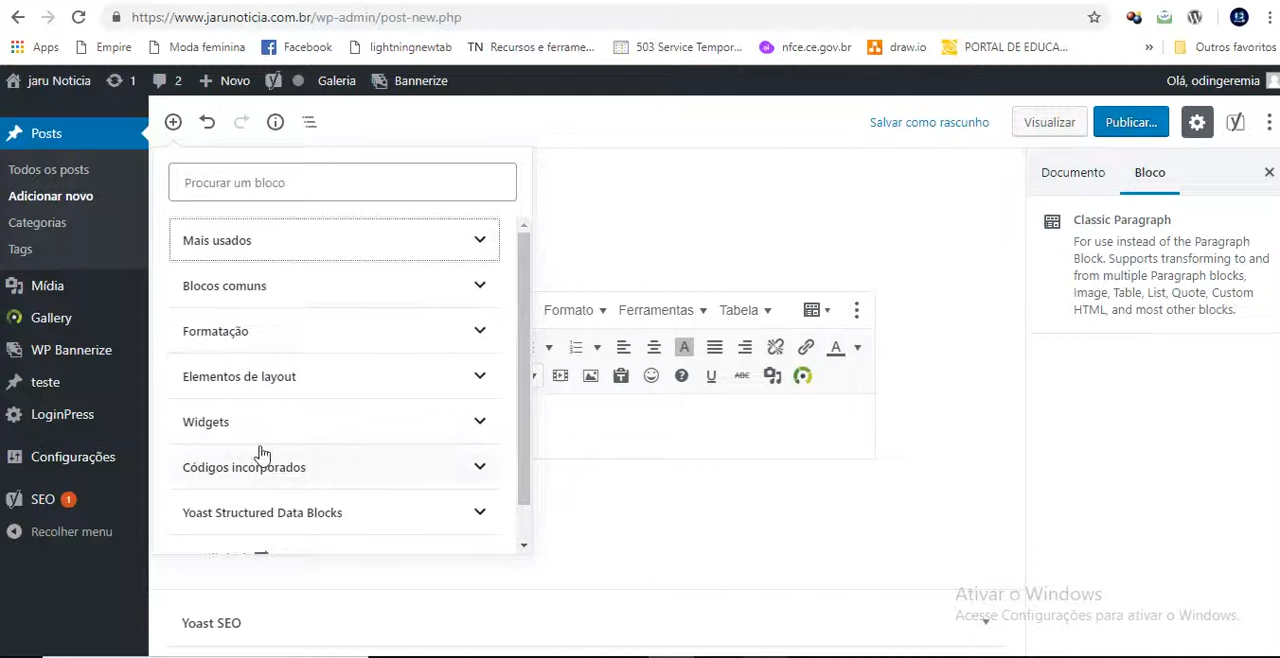 https://www.jarunoticia.com.br/wp-admin/post-new.php
Apps Empire Moda feminina Facebook lightningnewtab TN Recursos e ferrame... 503 Service Tempor... nfce.ce.gov.br draw.io PORTAL DE EDUCA... » Outros favoritos
jaru Noticia 1 2 Novo Galeria Bannerize Olá, odingeremia
Posts
Todos os posts
Adicionar novo
Categorias
Tags
Mídia
Gallery
WP Bannerize
teste
LoginPress
Configurações
SEO 1
Recolher menu
Salvar como rascunho Visualizar Publicar...
Procurar um bloco
Mais usados
Blocos comuns
Formatação
Elementos de layout
Widgets
Códigos incorporados
Yoast Structured Data Blocks
Formato Ferramentas Tabela
A A
U ABC
Yoast SEO
Documento Bloco
Classic Paragraph
For use instead of the Paragraph
Block. Supports transforming to and
from multiple Paragraph blocks,
Image, Table, List, Quote, Custom
HTML, and most other blocks.
Ativar o Windows
Acesse Configurações para ativar o Windows.